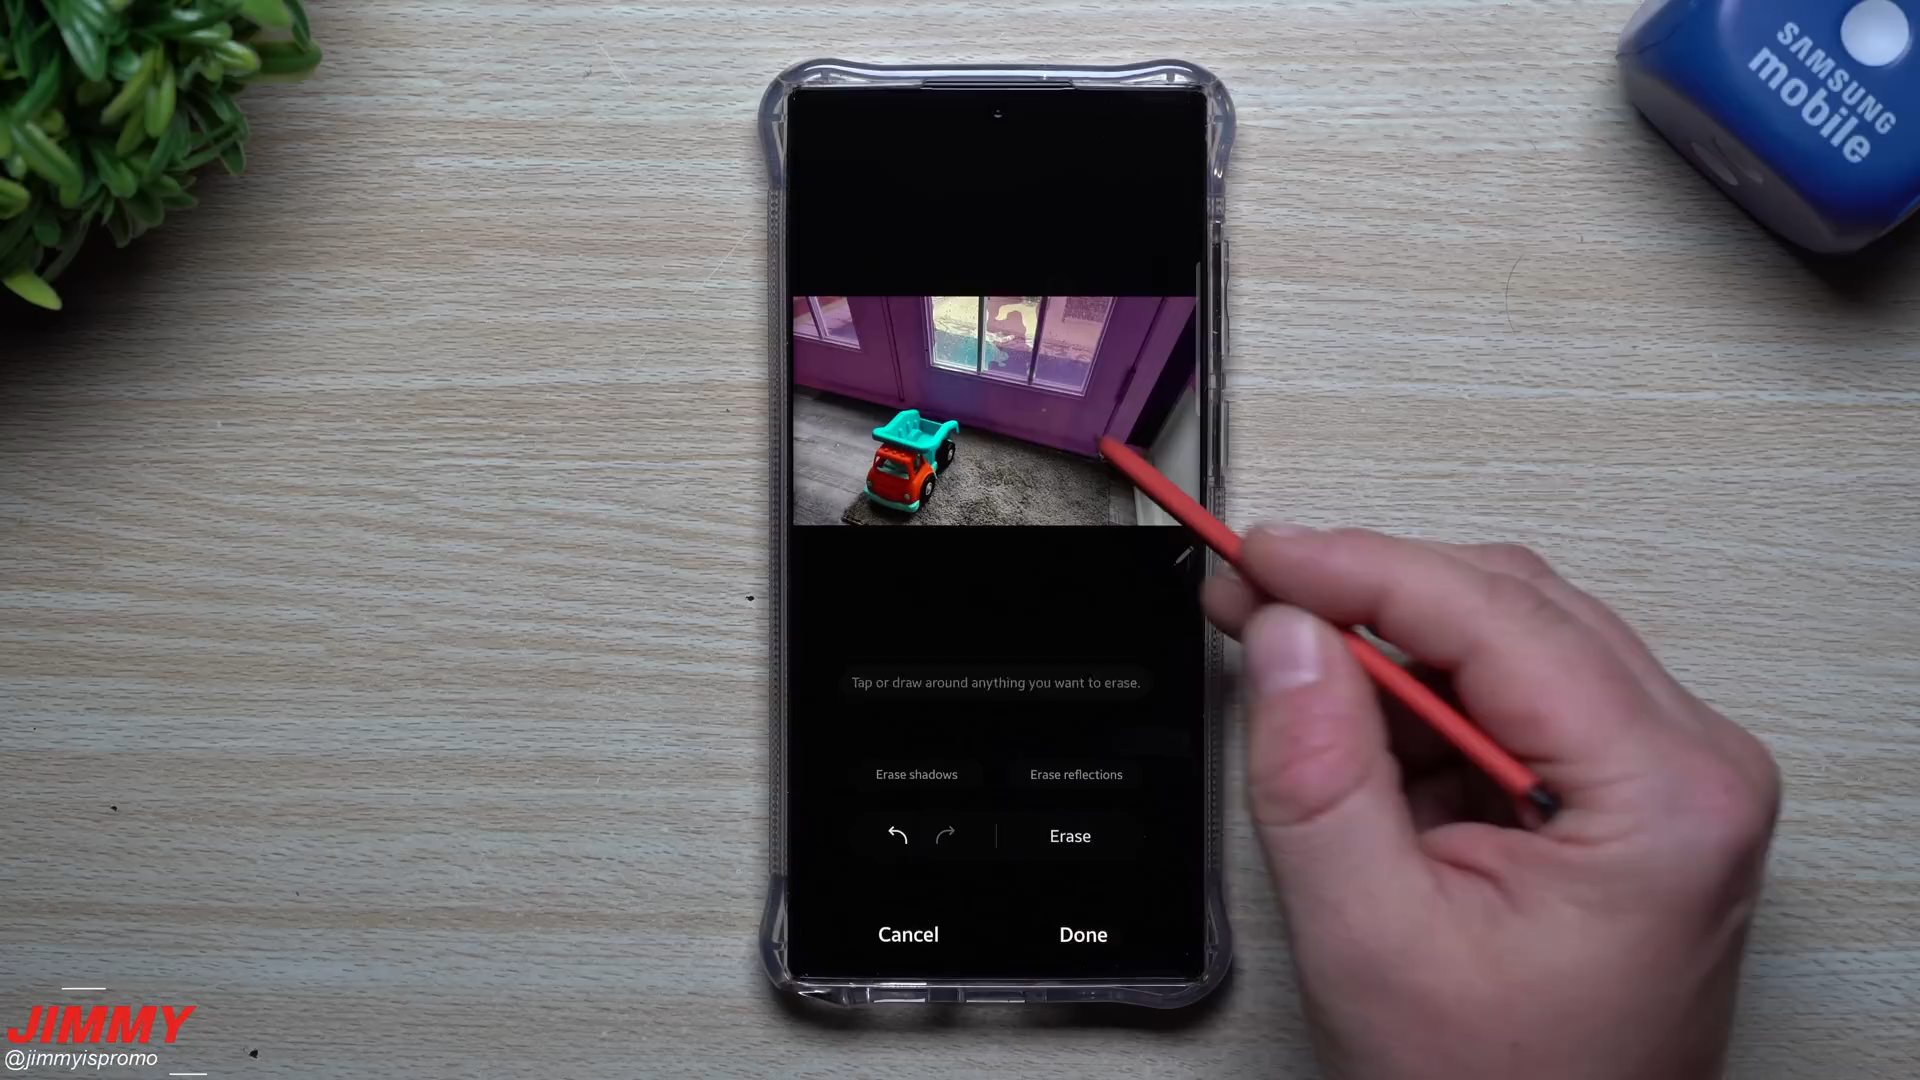 SAMSUNG
mobile
Tap or draw around anything you want to erase.
Erase shadows
Erase reflections
Erase
Cancel
Done
JIMMY
@jimmyispromo